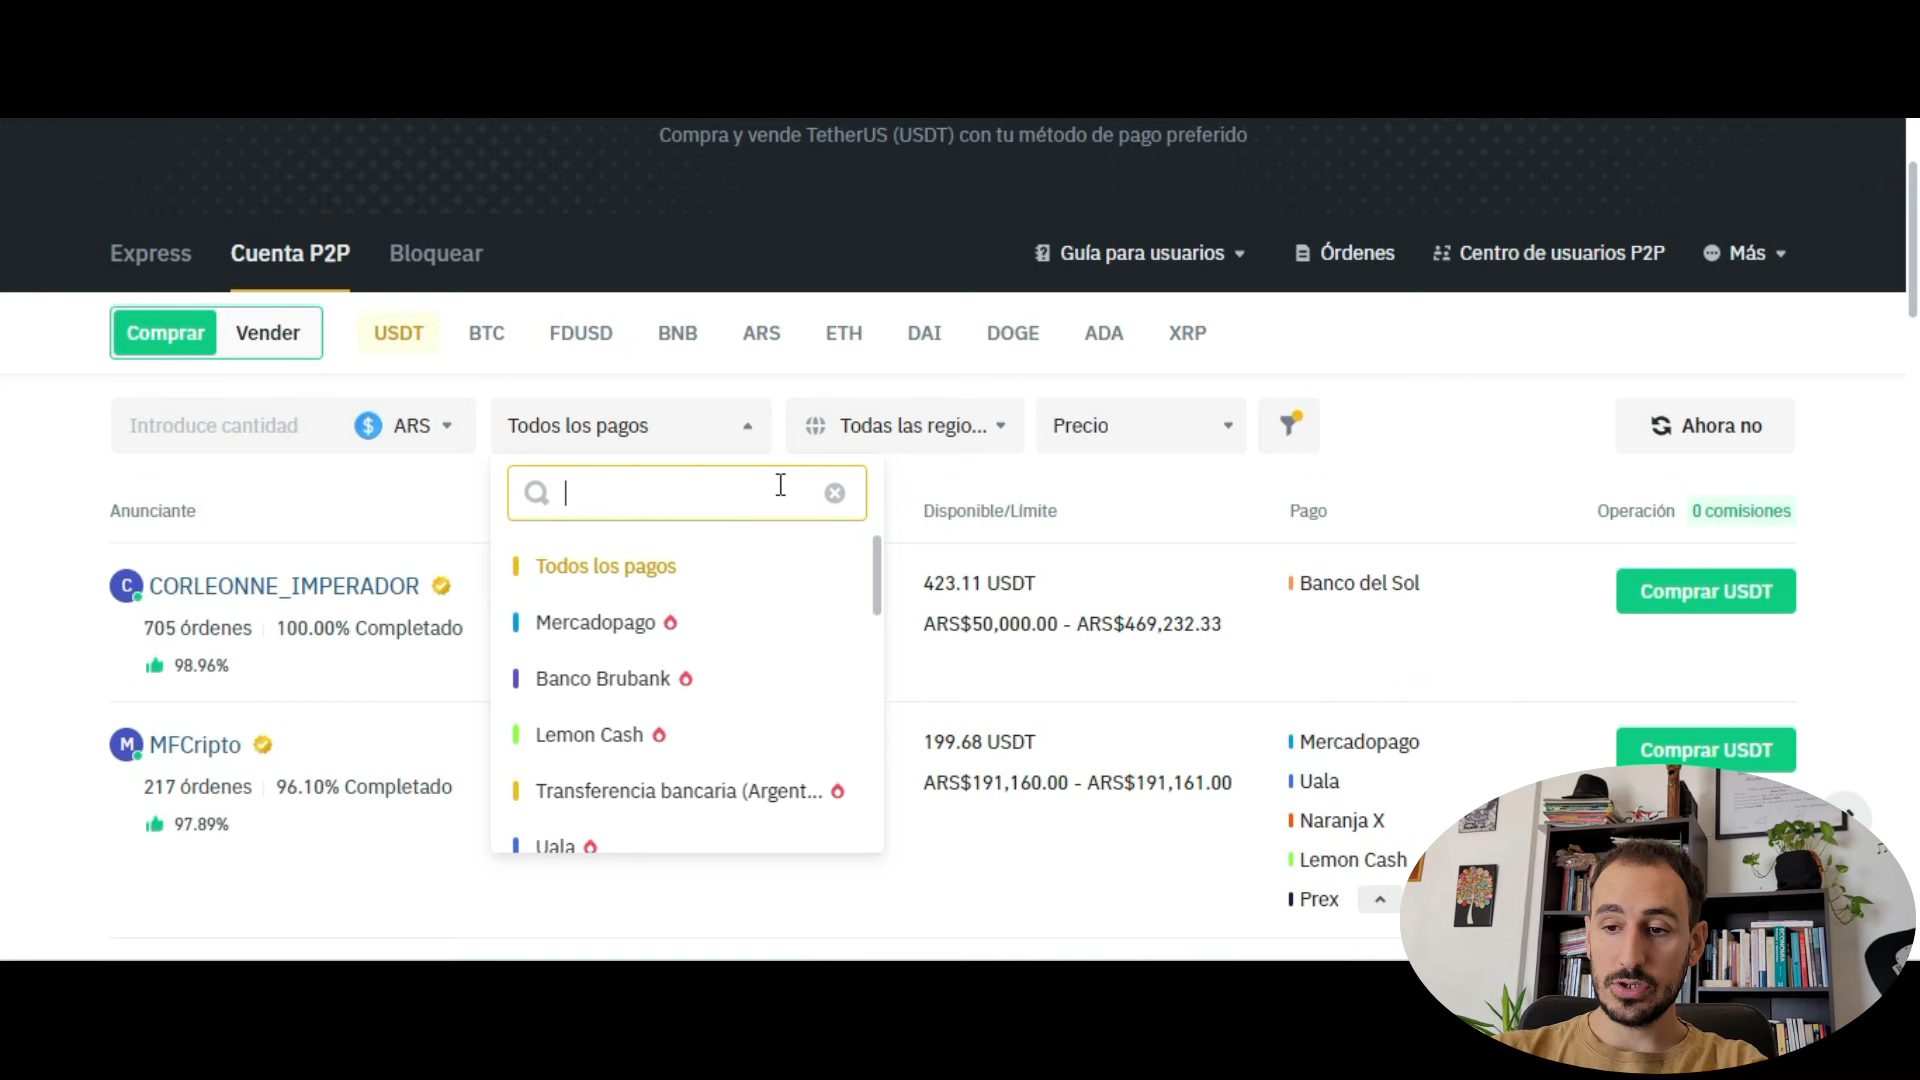 Compra y vende TetherUS (USDT) con tu método de pago preferido
Express Cuenta P2P Bloquear Guía para usuarios Órdenes Centro de usuarios P2P Más
Comprar Vender USDT BTC FDUSD BNB ARS ETH DAI DOGE ADA XRP
Introduce cantidad ARS Todos los pagos Todas las regio... Precio Ahora no
Anunciante Disponible/Límite Pago Operación 0 comisiones
Todos los pagos
Mercadopago
Banco Brubank
Lemon Cash
Transferencia bancaria (Argent...
Uala
C CORLEONNE_IMPERADOR 423.11 USDT Banco del Sol Comprar USDT
705 órdenes 100.00% Completado ARS$50,000.00 - ARS$469,232.33
98.96%
M MFCripto 199.68 USDT Mercadopago Comprar USDT
217 órdenes 96.10% Completado ARS$191,160.00 - ARS$191,161.00 Uala
97.89% Naranja X
Lemon Cash
Prex